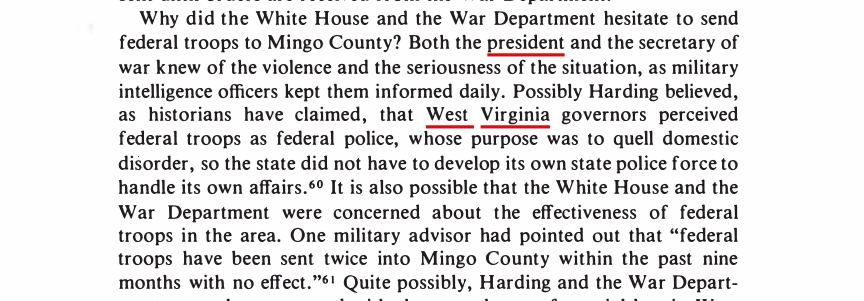 Why did the White House and the War Department hesitate to send
federal troops to Mingo County? Both the president and the secretary of
war knew of the violence and the seriousness of the situation, as military
intelligence officers kept them informed daily. Possibly Harding believed,
as historians have claimed, that West Virginia governors perceived
federal troops as federal police, whose purpose was to quell domestic
disorder, so the state did not have to develop its own state police force to
handle its own affairs.⁶⁰ It is also possible that the White House and the
War Department were concerned about the effectiveness of federal
troops in the area. One military advisor had pointed out that “federal
troops have been sent twice into Mingo County within the past nine
months with no effect.”⁶¹ Quite possibly, Harding and the War Depart-